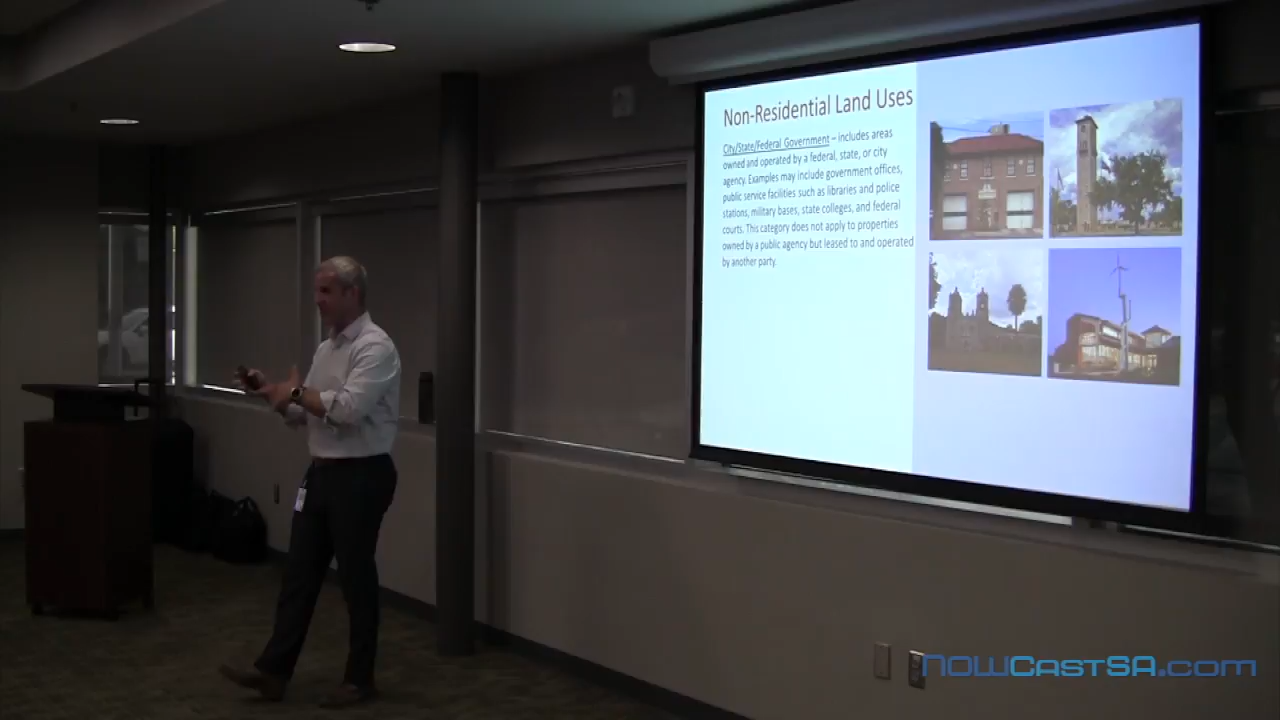 Non-Residential Land Uses
City/State/Federal Government – includes areas
owned and operated by a federal, state, or city
agency. Examples may include government offices,
public service facilities such as libraries and police
stations, military bases, state colleges, and federal
courts. This category does not apply to properties
owned by a public agency but leased to and operated
by another party.
NOWCastSA.com